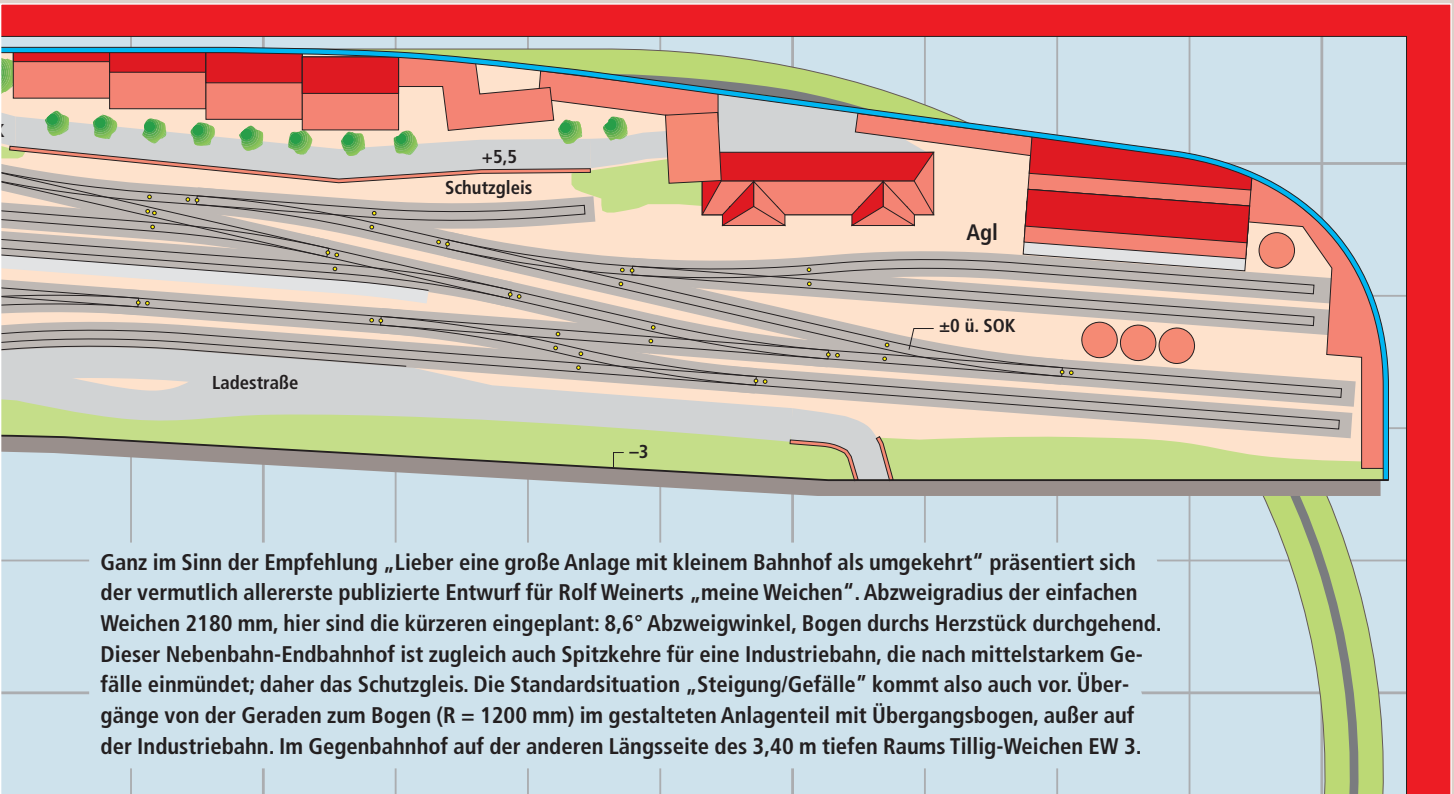 +5,5
Schutzgleis
Agl
±0 ü. SOK
Ladestraße
–3
Ganz im Sinn der Empfehlung „Lieber eine große Anlage mit kleinem Bahnhof als umgekehrt“ präsentiert sich
der vermutlich allererste publizierte Entwurf für Rolf Weinerts „meine Weichen“. Abzweigradius der einfachen
Weichen 2180 mm, hier sind die kürzeren eingeplant: 8,6° Abzweigwinkel, Bogen durchs Herzstück durchgehend.
Dieser Nebenbahn-Endbahnhof ist zugleich auch Spitzkehre für eine Industriebahn, die nach mittelstarkem Ge-
fälle einmündet; daher das Schutzgleis. Die Standardsituation „Steigung/Gefälle” kommt also auch vor. Über-
gänge von der Geraden zum Bogen (R = 1200 mm) im gestalteten Anlagenteil mit Übergangsbogen, außer auf
der Industriebahn. Im Gegenbahnhof auf der anderen Längsseite des 3,40 m tiefen Raums Tillig-Weichen EW 3.